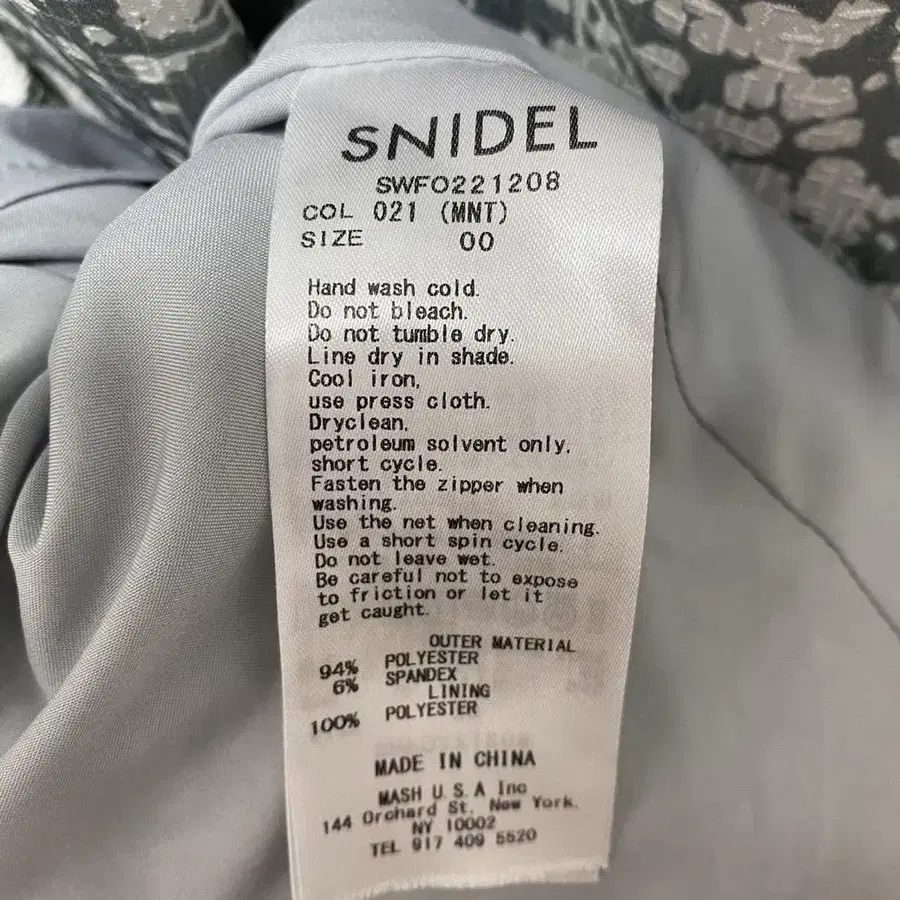 SNIDEL
SWFO221208
COL 021 (MNT)
SIZE 00
Hand wash cold.
Do not bleach.
Do not tumble dry.
Line dry in shade.
Cool iron,
use press cloth.
Dryclean,
petroleum solvent only,
short cycle.
Fasten the zipper when
washing.
Use the net when cleaning.
Use a short spin cycle.
Do not leave wet.
Be careful not to expose
to friction or let it
get caught.
OUTER MATERIAL
94% POLYESTER
6% SPANDEX
LINING
100% POLYESTER
MADE IN CHINA
MASH U.S.A Inc
144 Orchard St. New York.
NY 10002
TEL 917 409 5520